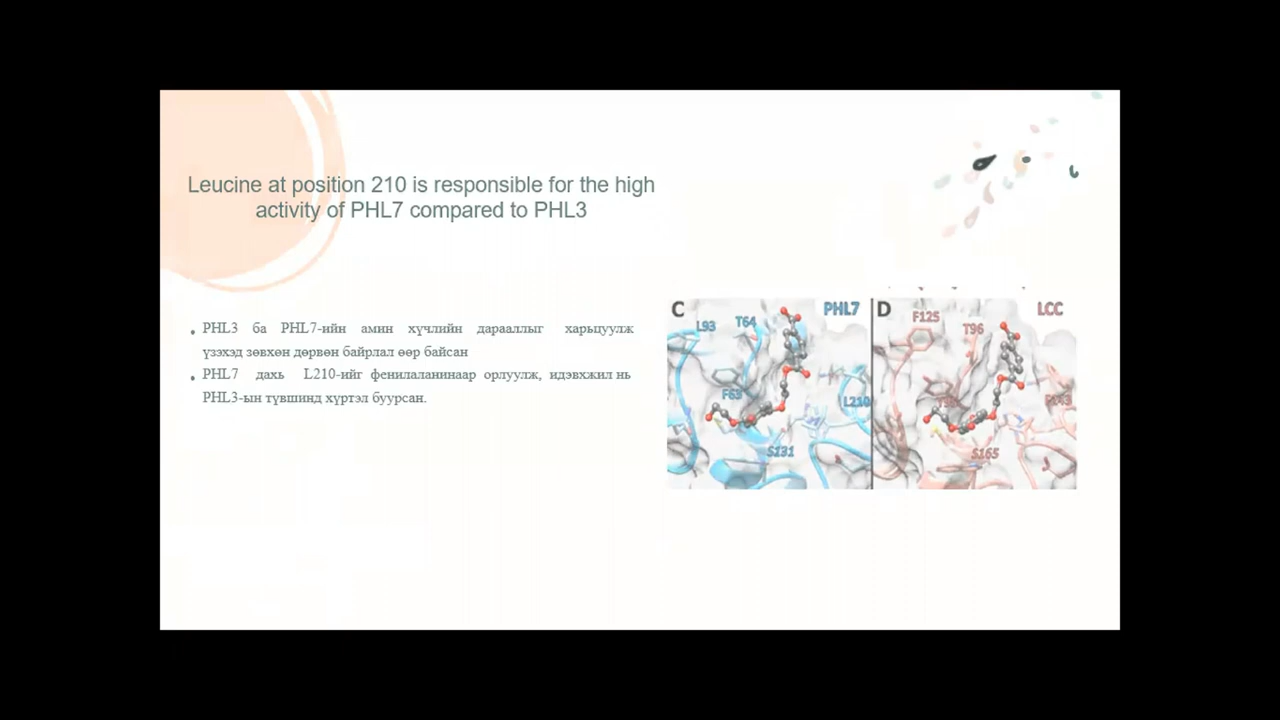 Leucine at position 210 is responsible for the high
activity of PHL7 compared to PHL3
PHL3 ба PHL7-ийн амин хүчлийн дарааллыг харьцуулж
үзэхэд зөвхөн дөрвөн байрлал өөр байсан
PHL7 дахь L210-ийг фенилаланинаар орлуулж, идэвхжил нь
PHL3-ын түвшинд хүртэл буурсан.
C
PHL7
L93
T64
F63
L210
S131
D
LCC
F125
T96
S165